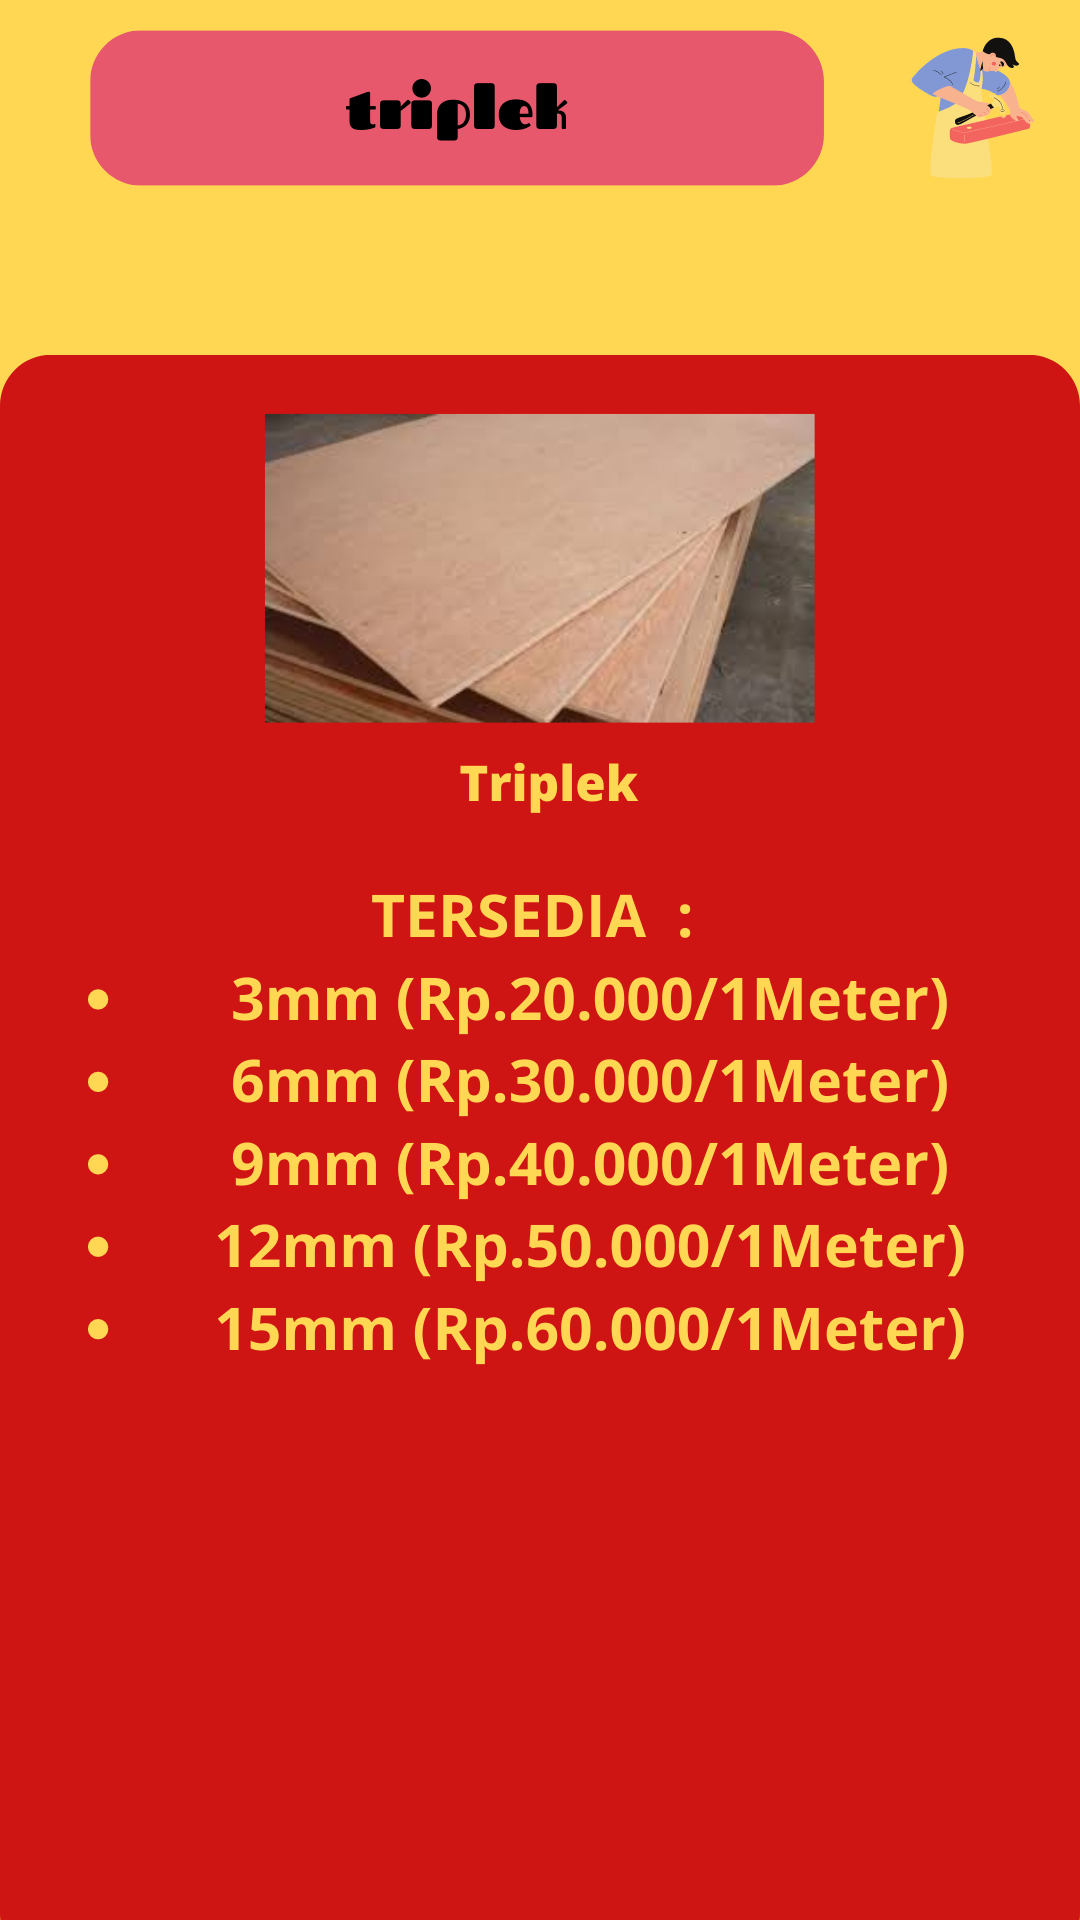 triplek
Triplek
TERSEDIA :
• 3mm (Rp.20.000/1Meter)
• 6mm (Rp.30.000/1Meter)
• 9mm (Rp.40.000/1Meter)
• 12mm (Rp.50.000/1Meter)
• 15mm (Rp.60.000/1Meter)